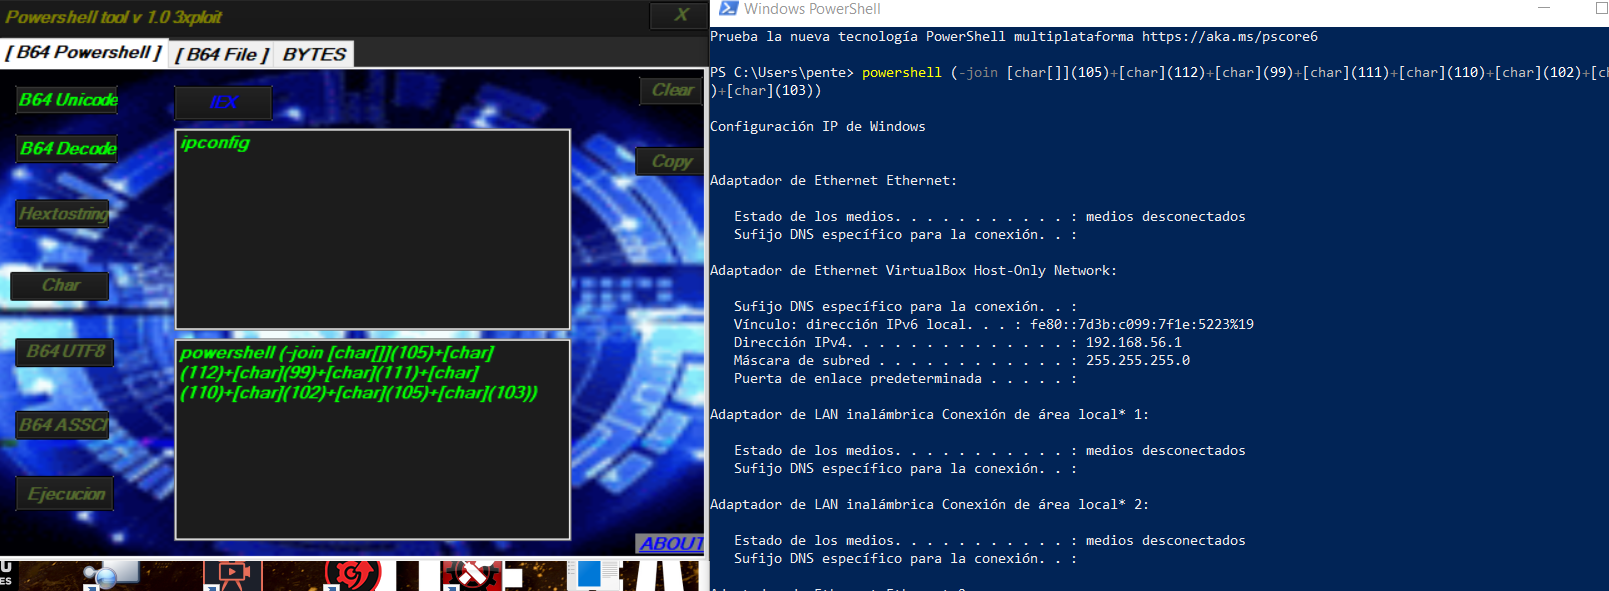 Powershell tool v 1.0 3xploit
X
[ B64 Powershell ]
[ B64 File ]
BYTES
B64 Unicode
IEX
Clear
ipconfig
B64 Decode
Copy
Hextostring
Char
B64 UTF8
powershell (-join [char[]](105)+[char]
(112)+[char](99)+[char](111)+[char]
(110)+[char](102)+[char](105)+[char](103))
B64 ASSCI
Ejecucion
ABOUT
Windows PowerShell
Prueba la nueva tecnología PowerShell multiplataforma https://aka.ms/pscore6
PS C:\Users\pente> powershell (-join [char[]](105)+[char](112)+[char](99)+[char](111)+[char](110)+[char](102)+[ch
)+[char](103))
Configuración IP de Windows
Adaptador de Ethernet Ethernet:
Estado de los medios. . . . . . . . . . . : medios desconectados
Sufijo DNS específico para la conexión. . :
Adaptador de Ethernet VirtualBox Host-Only Network:
Sufijo DNS específico para la conexión. . :
Vínculo: dirección IPv6 local. . . : fe80::7d3b:c099:7f1e:5223%19
Dirección IPv4. . . . . . . . . . . . . . : 192.168.56.1
Máscara de subred . . . . . . . . . . . . : 255.255.255.0
Puerta de enlace predeterminada . . . . . :
Adaptador de LAN inalámbrica Conexión de área local* 1:
Estado de los medios. . . . . . . . . . . : medios desconectados
Sufijo DNS específico para la conexión. . :
Adaptador de LAN inalámbrica Conexión de área local* 2:
Estado de los medios. . . . . . . . . . . : medios desconectados
Sufijo DNS específico para la conexión. . :